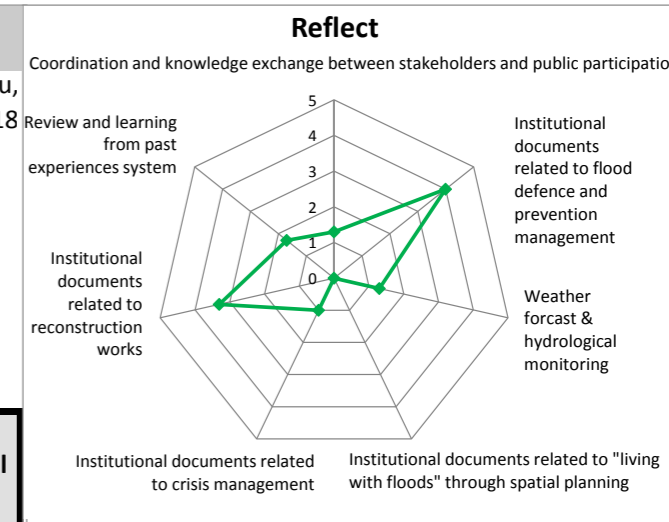 Reflect
Coordination and knowledge exchange between stakeholders and public participatio
u,
18
Review and learning
from past
experiences system
5
4
3
2
1
0
Institutional
documents
related to flood
defence and
prevention
management
Institutional
documents
related to
reconstruction
works
Weather
forcast &
hydrological
monitoring
Institutional documents related
to crisis management
Institutional documents related to "living
with floods" through spatial planning
l